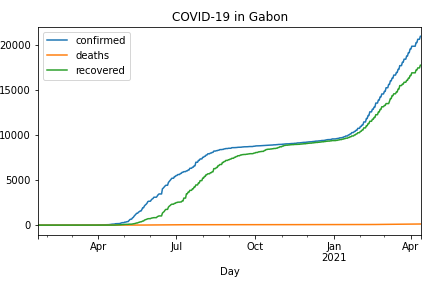 COVID-19 in Gabon
confirmed
deaths
recovered
20000
15000
10000
5000
0
Apr Jul Oct Jan Apr
2021
Day